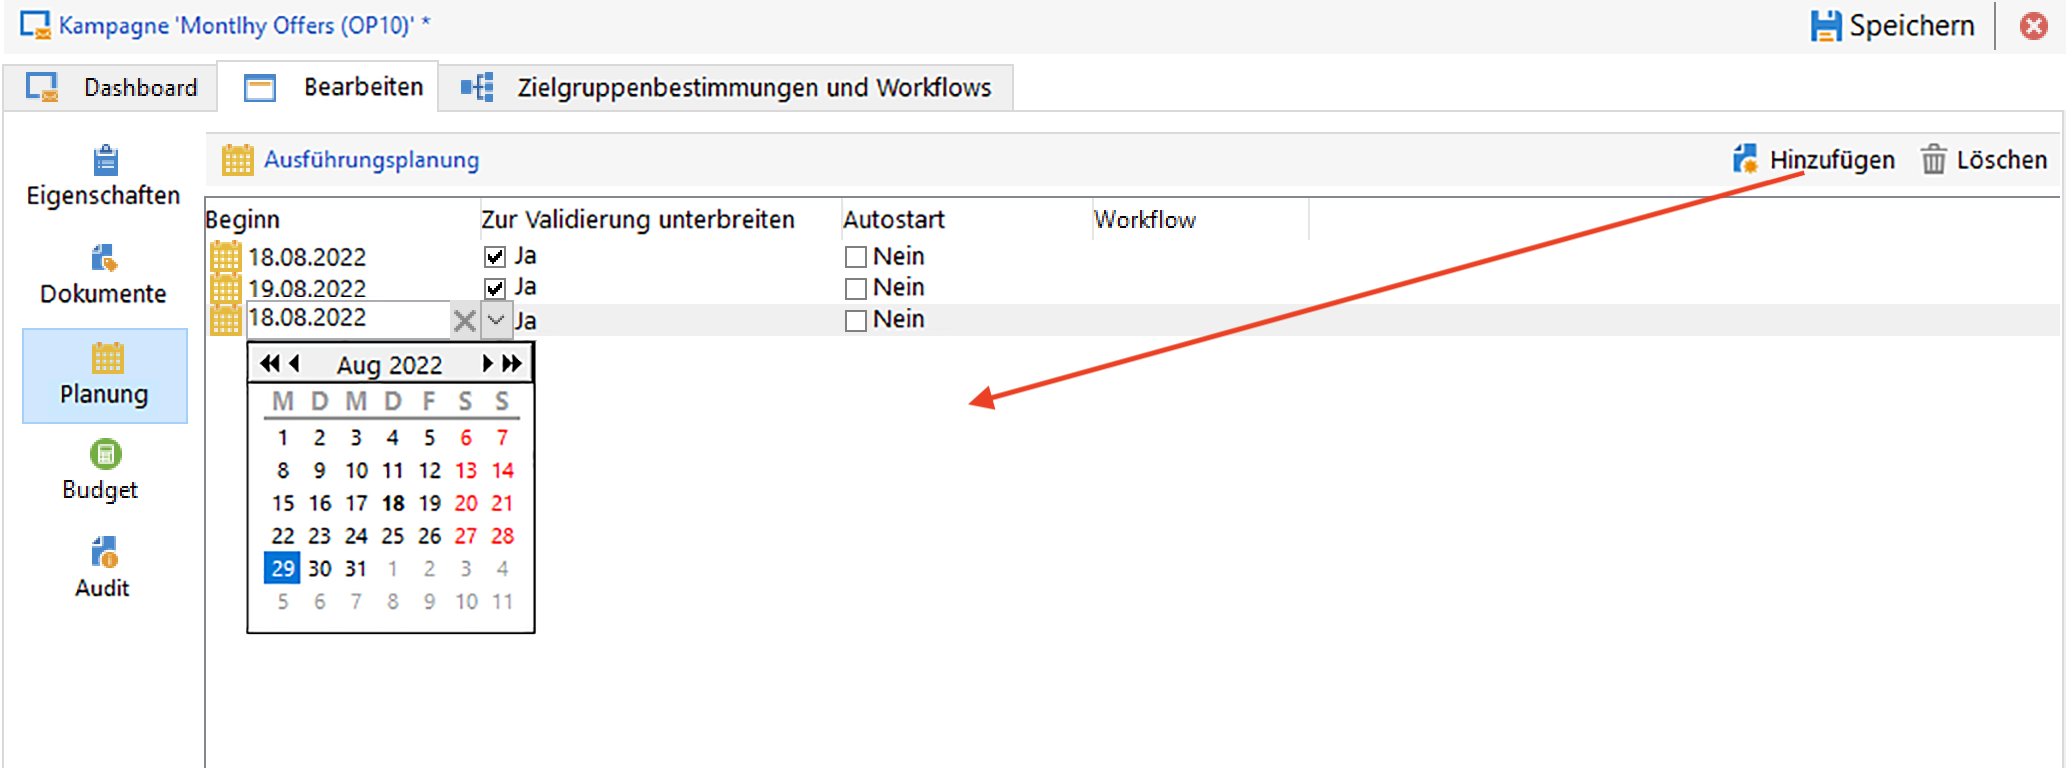 Kampagne 'Montlhy Offers (OP10)' *
Speichern
Dashboard
Bearbeiten
Zielgruppenbestimmungen und Workflows
Eigenschaften
Dokumente
Planung
Budget
Audit
Ausführungsplanung
Hinzufügen
Löschen
Beginn Zur Validierung unterbreiten Autostart Workflow
18.08.2022 Ja Nein
19.08.2022 Ja Nein
18.08.2022 Ja Nein
Aug 2022
M D M D F S S
1 2 3 4 5 6 7
8 9 10 11 12 13 14
15 16 17 18 19 20 21
22 23 24 25 26 27 28
29 30 31 1 2 3 4
5 6 7 8 9 10 11